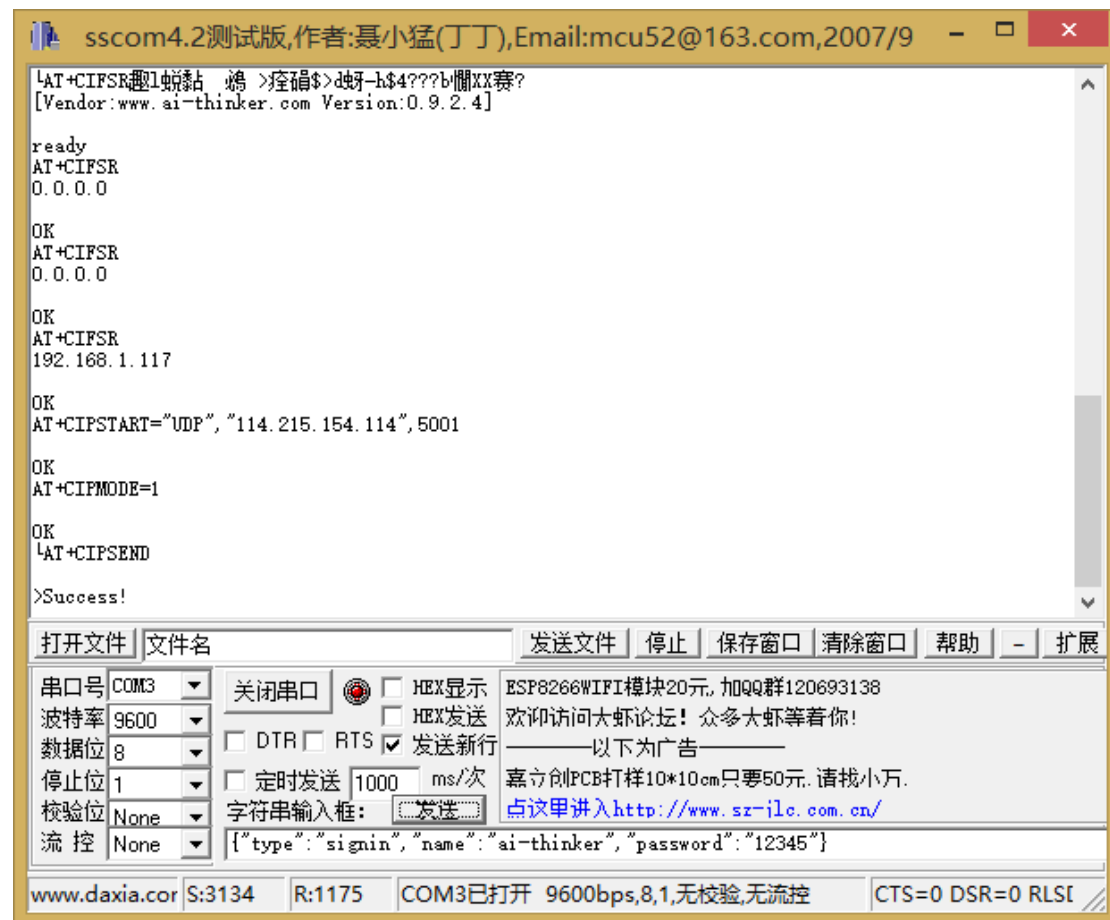 sscom4.2测试版,作者:聂小猛(丁丁),Email:mcu52@163.com,2007/9
└AT+CIFSR
[Vendor:www.ai-thinker.com Version:0.9.2.4]
ready
AT+CIFSR
0.0.0.0
OK
AT+CIFSR
0.0.0.0
OK
AT+CIFSR
192.168.1.117
OK
AT+CIPSTART="UDP","114.215.154.114",5001
OK
AT+CIPMODE=1
OK
└AT+CIPSEND
>Success!
打开文件 文件名 发送文件 停止 保存窗口 清除窗口 帮助 － 扩展
串口号 COM3 关闭串口 HEX显示 ESP8266WIFI模块20元,加QQ群120693138
波特率 9600 HEX发送 欢迎访问大虾论坛! 众多大虾等着你!
数据位 8 DTR RTS 发送新行 ————以下为广告————
停止位 1 定时发送 1000 ms/次 嘉立创PCB打样10*10cm只要50元.请找小万.
校验位 None 字符串输入框: 发送 点这里进入http://www.sz-jlc.com.cn/
流 控 None {"type":"signin","name":"ai-thinker","password":"12345"}
www.daxia.cor S:3134 R:1175 COM3已打开 9600bps,8,1,无校验,无流控 CTS=0 DSR=0 RLSD